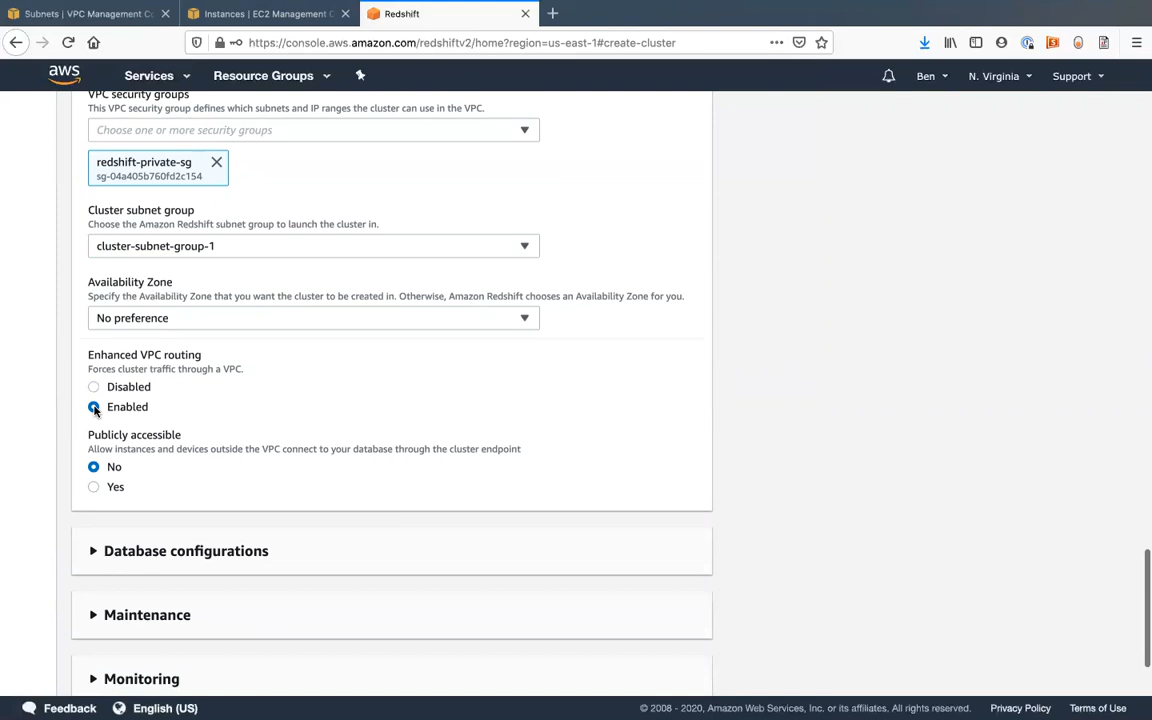 Subnets | VPC Management Co
Instances | EC2 Management C
Redshift
https://console.aws.amazon.com/redshiftv2/home?region=us-east-1#create-cluster
aws
Services
Resource Groups
Ben
N. Virginia
Support
VPC security groups
This VPC security group defines which subnets and IP ranges the cluster can use in the VPC.
Choose one or more security groups
redshift-private-sg
sg-04a405b760fd2c154
Cluster subnet group
Choose the Amazon Redshift subnet group to launch the cluster in.
cluster-subnet-group-1
Availability Zone
Specify the Availability Zone that you want the cluster to be created in. Otherwise, Amazon Redshift chooses an Availability Zone for you.
No preference
Enhanced VPC routing
Forces cluster traffic through a VPC.
Disabled
Enabled
Publicly accessible
Allow instances and devices outside the VPC connect to your database through the cluster endpoint
No
Yes
Database configurations
Maintenance
Monitoring
Feedback
English (US)
© 2008 - 2020, Amazon Web Services, Inc. or its affiliates. All rights reserved.
Privacy Policy
Terms of Use